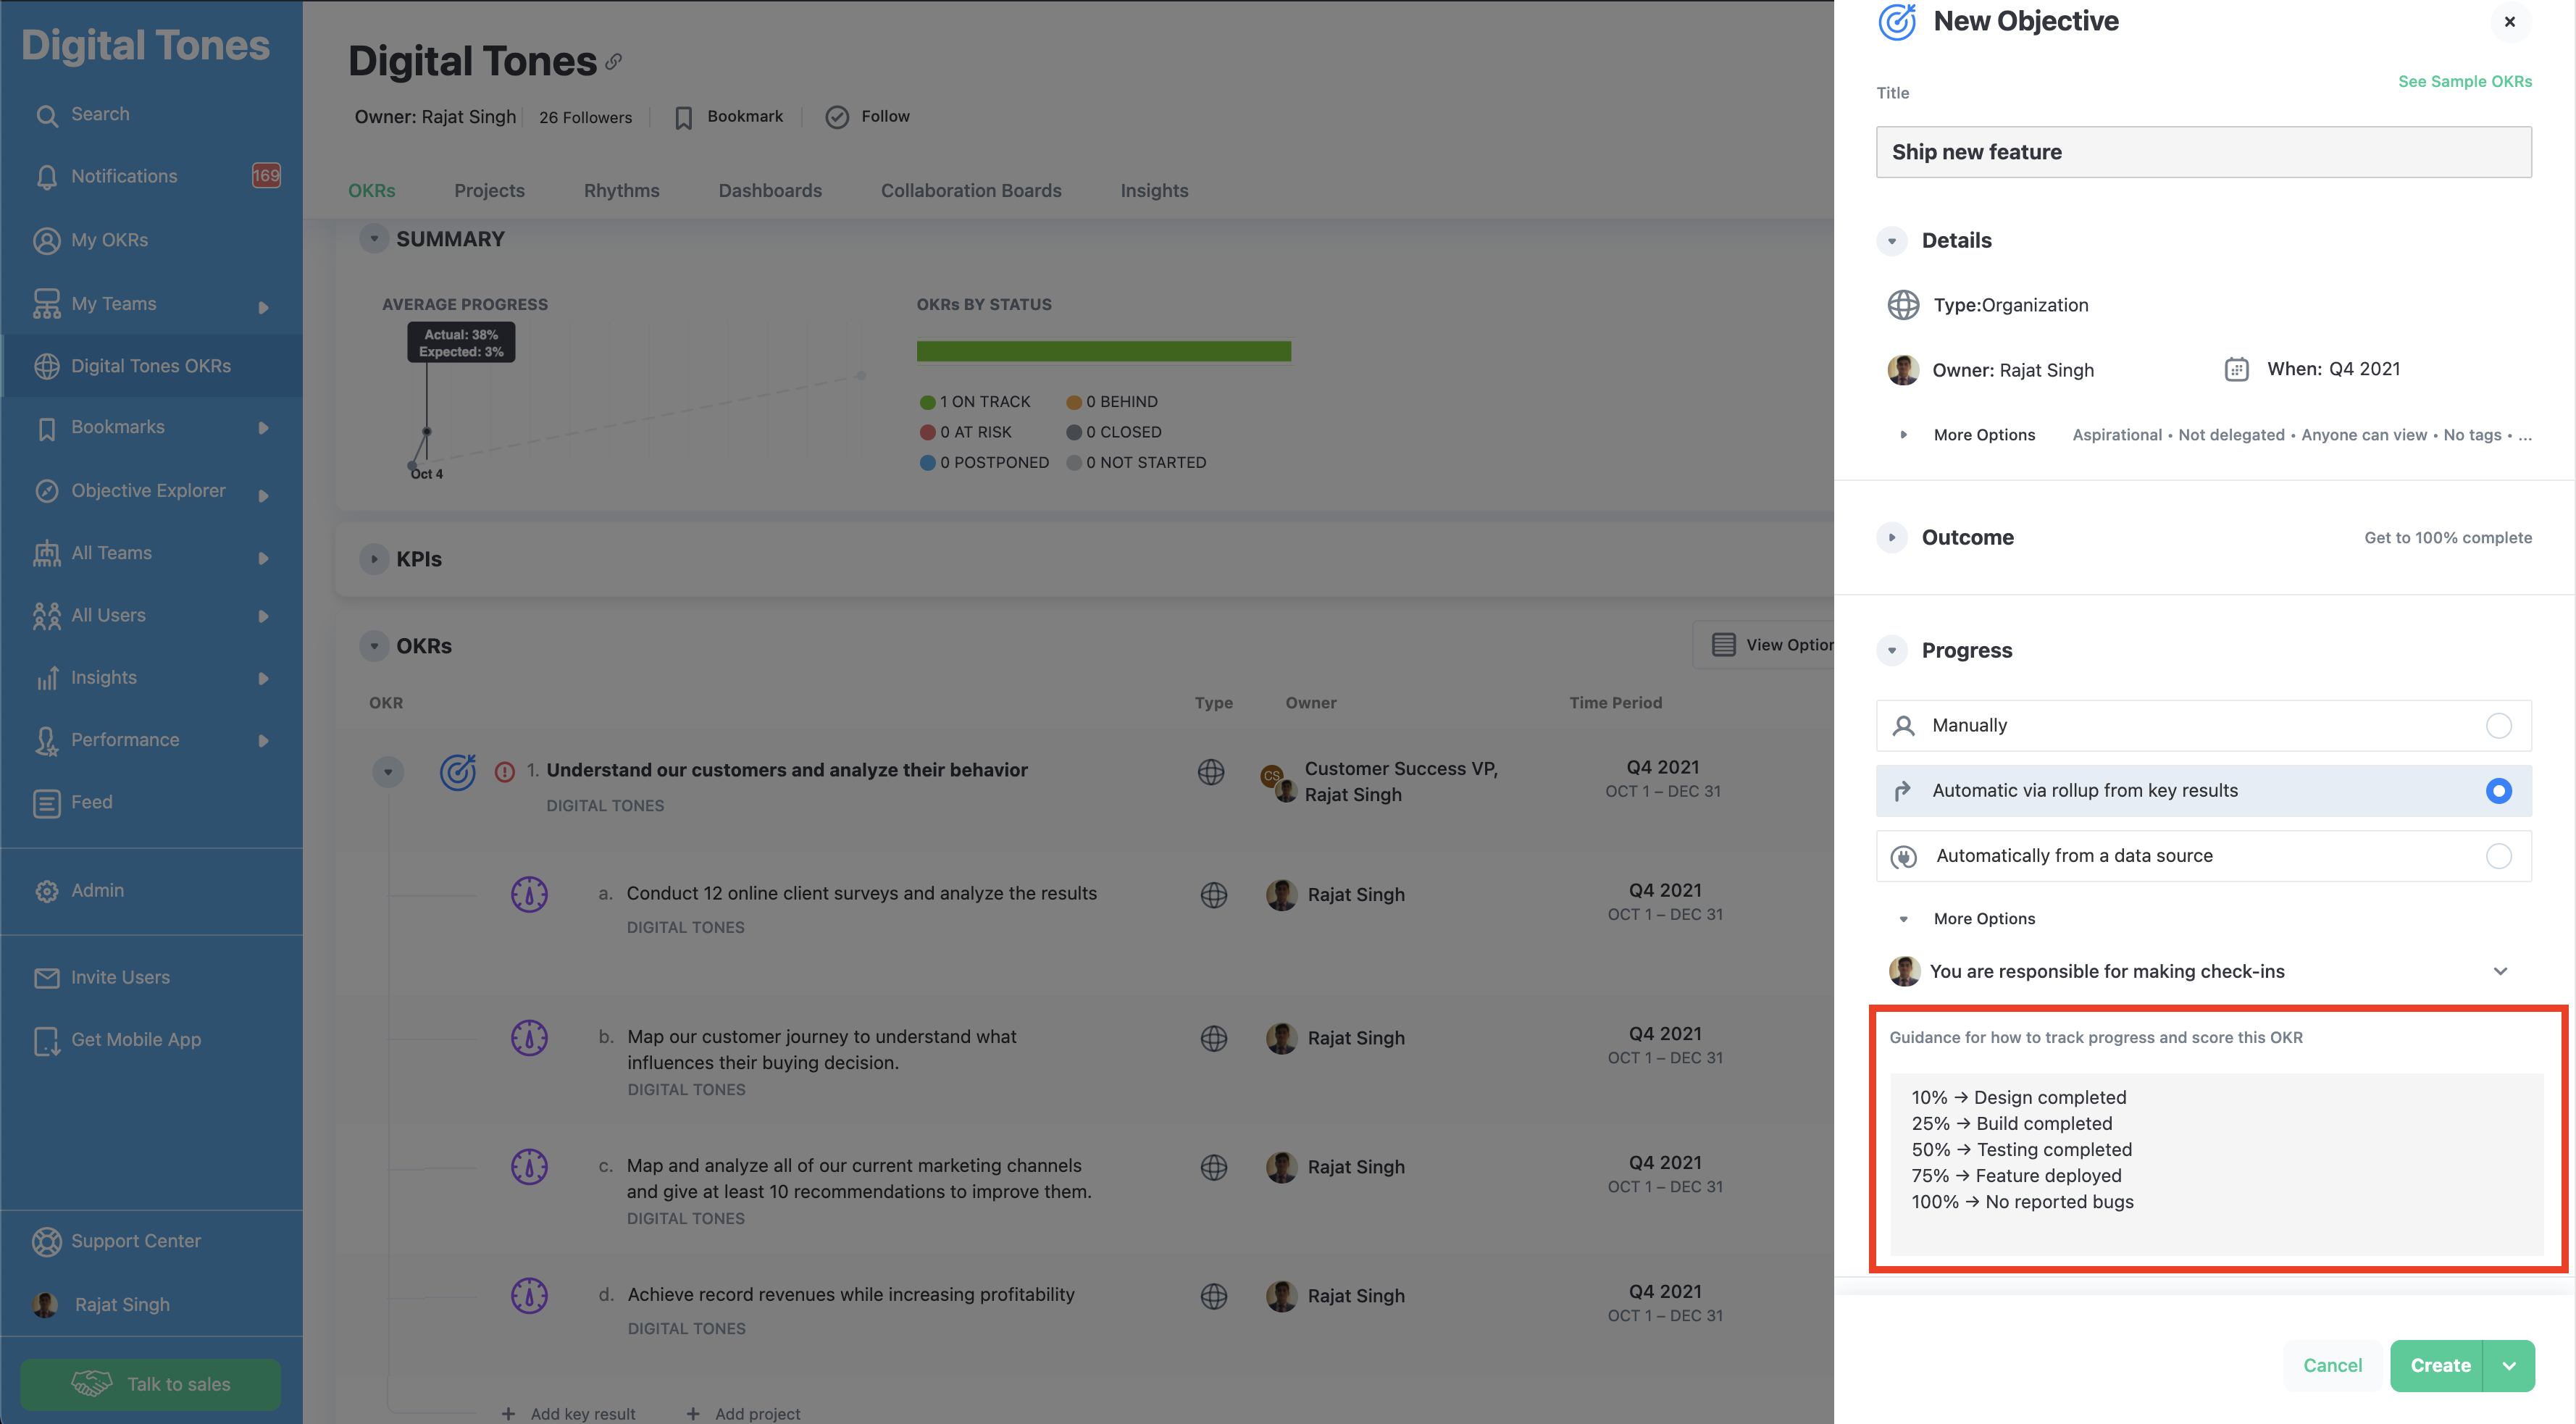 Digital Tones
Search
Notifications 169
My OKRs
My Teams
Digital Tones OKRs
Bookmarks
Objective Explorer
All Teams
All Users
Insights
Performance
Feed
Admin
Invite Users
Get Mobile App
Support Center
Rajat Singh
Talk to sales
Digital Tones
Owner: Rajat Singh 26 Followers Bookmark Follow
OKRs Projects Rhythms Dashboards Collaboration Boards Insights
SUMMARY
AVERAGE PROGRESS
Actual: 38%
Expected: 3%
Oct 4
OKRs BY STATUS
1 ON TRACK 0 BEHIND
0 AT RISK 0 CLOSED
0 POSTPONED 0 NOT STARTED
KPIs
OKRs
View Option
OKR Type Owner Time Period
1. Understand our customers and analyze their behavior
DIGITAL TONES
CS
Customer Success VP,
Rajat Singh
Q4 2021
OCT 1 – DEC 31
a. Conduct 12 online client surveys and analyze the results
DIGITAL TONES
Rajat Singh
Q4 2021
OCT 1 – DEC 31
b. Map our customer journey to understand what
influences their buying decision.
DIGITAL TONES
Rajat Singh
Q4 2021
OCT 1 – DEC 31
c. Map and analyze all of our current marketing channels
and give at least 10 recommendations to improve them.
DIGITAL TONES
Rajat Singh
Q4 2021
OCT 1 – DEC 31
d. Achieve record revenues while increasing profitability
DIGITAL TONES
Rajat Singh
Q4 2021
OCT 1 – DEC 31
+ Add key result + Add project
New Objective
See Sample OKRs
Title
Ship new feature
Details
Type:Organization
Owner: Rajat Singh When: Q4 2021
More Options Aspirational • Not delegated • Anyone can view • No tags • ...
Outcome Get to 100% complete
Progress
Manually
Automatic via rollup from key results
Automatically from a data source
More Options
You are responsible for making check-ins
Guidance for how to track progress and score this OKR
10% → Design completed
25% → Build completed
50% → Testing completed
75% → Feature deployed
100% → No reported bugs
Cancel Create